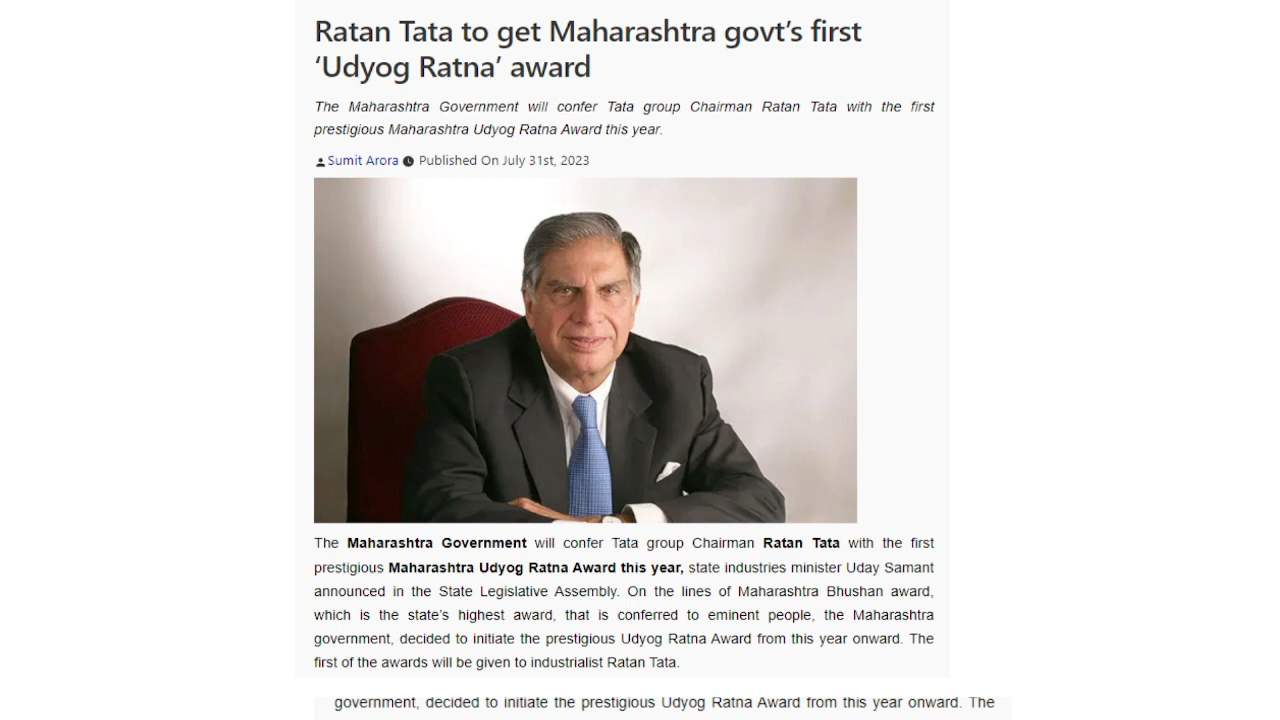 Ratan Tata to get Maharashtra govt’s first
‘Udyog Ratna’ award
The Maharashtra Government will confer Tata group Chairman Ratan Tata with the first
prestigious Maharashtra Udyog Ratna Award this year.
Sumit Arora Published On July 31st, 2023
The Maharashtra Government will confer Tata group Chairman Ratan Tata with the first
prestigious Maharashtra Udyog Ratna Award this year, state industries minister Uday Samant
announced in the State Legislative Assembly. On the lines of Maharashtra Bhushan award,
which is the state’s highest award, that is conferred to eminent people, the Maharashtra
government, decided to initiate the prestigious Udyog Ratna Award from this year onward. The
first of the awards will be given to industrialist Ratan Tata.
government, decided to initiate the prestigious Udyog Ratna Award from this year onward. The